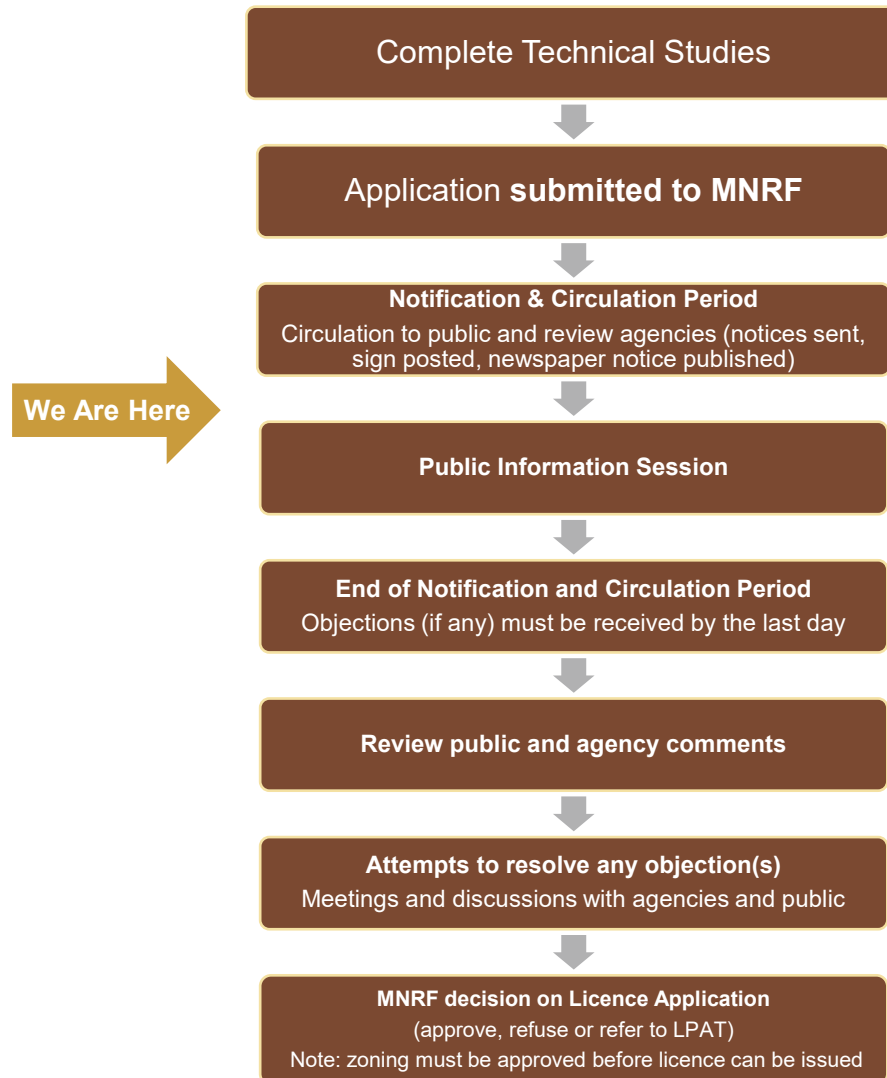 Complete Technical Studies
Application submitted to MNRF
Notification & Circulation Period
Circulation to public and review agencies (notices sent,
sign posted, newspaper notice published)
We Are Here
Public Information Session
End of Notification and Circulation Period
Objections (if any) must be received by the last day
Review public and agency comments
Attempts to resolve any objection(s)
Meetings and discussions with agencies and public
MNRF decision on Licence Application
(approve, refuse or refer to LPAT)
Note: zoning must be approved before licence can be issued